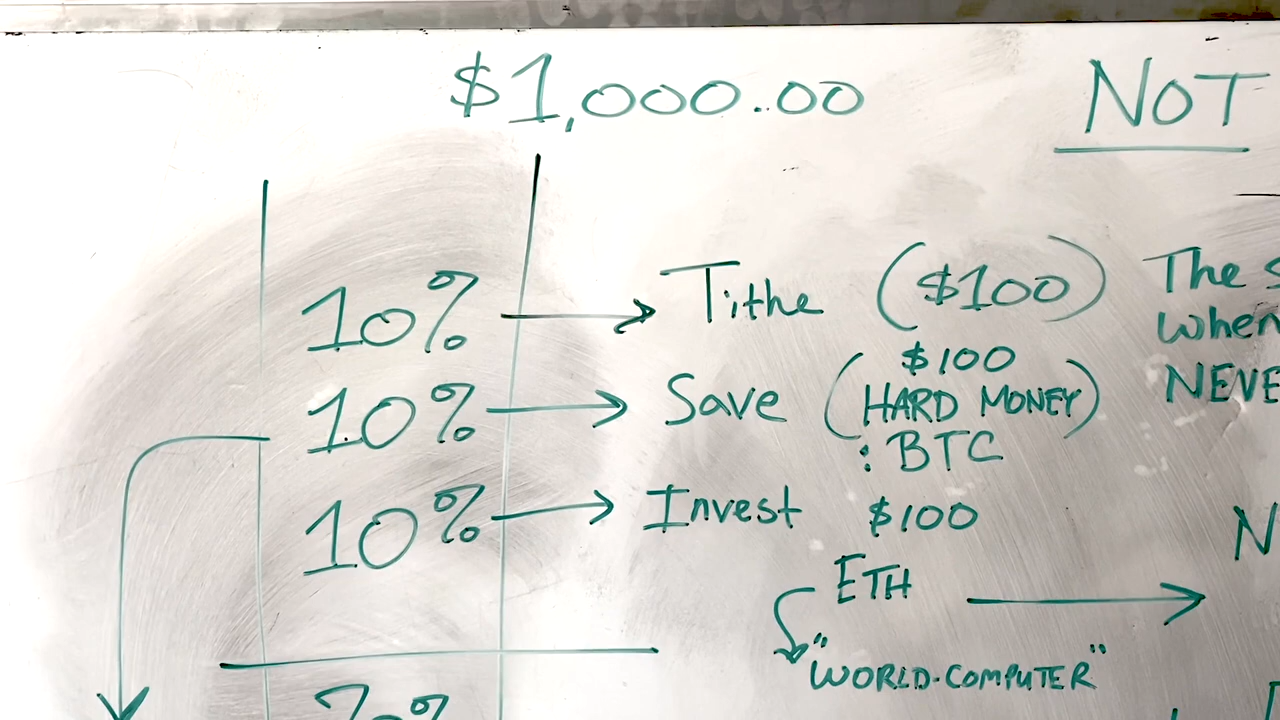 $1,000.00
NOT
10% → Tithe ($100)
The
when
$100
10% → Save (HARD MONEY)
: BTC
10% → Invest $100
ETH →
"WORLD-COMPUTER"